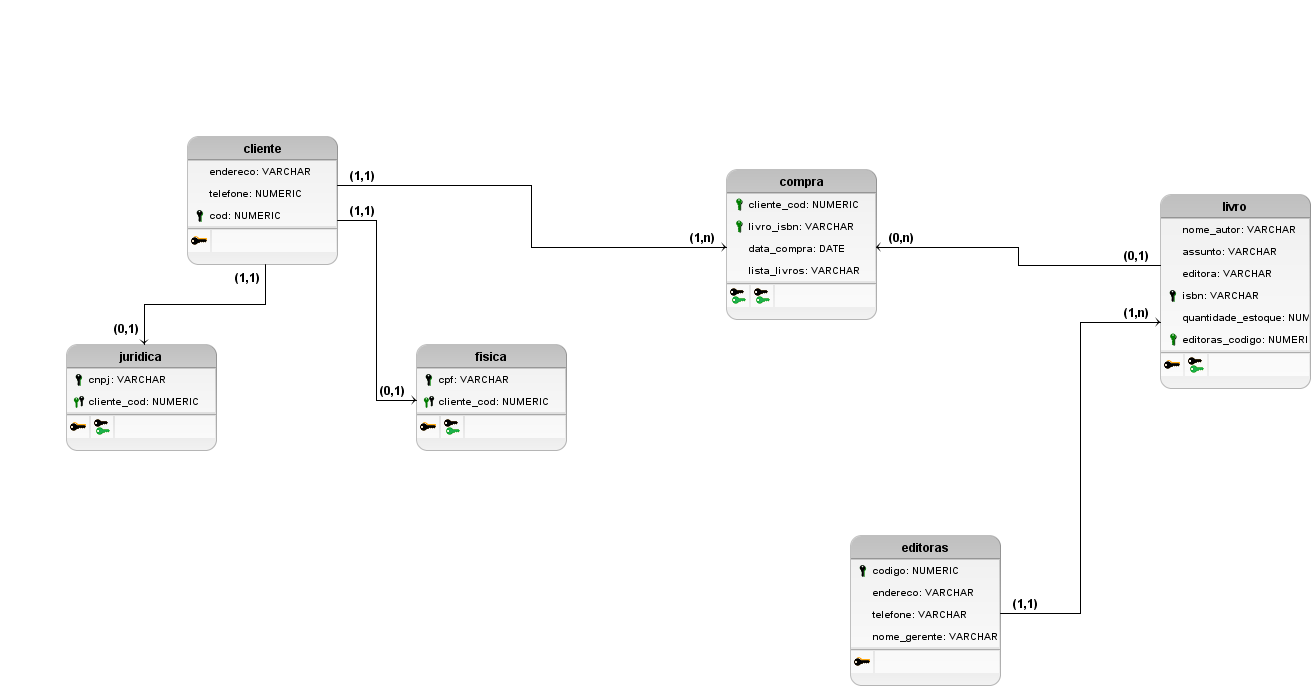 cliente
endereco: VARCHAR
telefone: NUMERIC
cod: NUMERIC
(1,1)
(1,1)
(1,1)
(0,1)
juridica
cnpj: VARCHAR
cliente_cod: NUMERIC
(0,1)
fisica
cpf: VARCHAR
cliente_cod: NUMERIC
(1,n)
compra
cliente_cod: NUMERIC
livro_isbn: VARCHAR
data_compra: DATE
lista_livros: VARCHAR
(0,n)
(0,1)
livro
nome_autor: VARCHAR
assunto: VARCHAR
editora: VARCHAR
isbn: VARCHAR
quantidade_estoque: NUM
editoras_codigo: NUMERI
(1,n)
editoras
codigo: NUMERIC
endereco: VARCHAR
telefone: VARCHAR
nome_gerente: VARCHAR
(1,1)